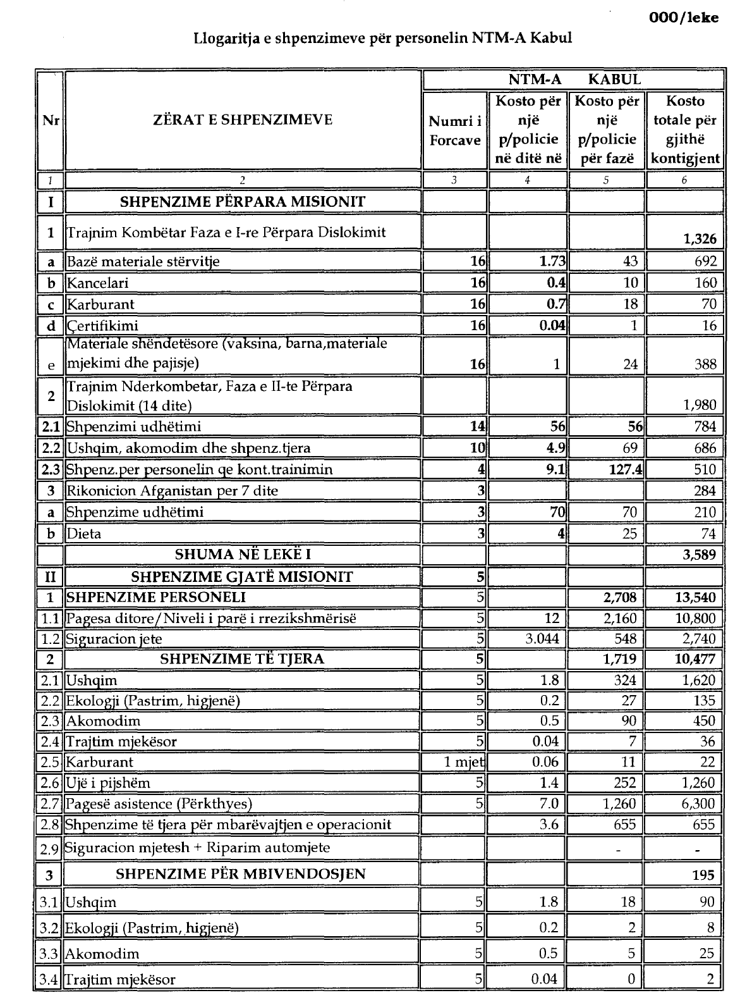 000/leke
Llogaritja e shpenzimeve për personelin NTM-A Kabul
Nr ZËRAT E SHPENZIMEVE NTM-A KABUL
Numri i Forcave Kosto për një p/policie në ditë në Kosto për një p/policie për fazë Kosto totale për gjithë kontigjent
1 2 3 4 5 6
I SHPENZIME PËRPARA MISIONIT
1 Trajnim Kombëtar Faza e I-re Përpara Dislokimit 1,326
a Bazë materiale stërvitje 16 1.73 43 692
b Kancelari 16 0.4 10 160
c Karburant 16 0.7 18 70
d Çertifikimi 16 0.04 1 16
Materiale shëndetësore (vaksina, barna,materiale
e mjekimi dhe pajisje) 16 1 24 388
2 Trajnim Nderkombetar, Faza e II-te Përpara
Dislokimit (14 dite) 1,980
2.1 Shpenzimi udhëtimi 14 56 56 784
2.2 Ushqim, akomodim dhe shpenz.tjera 10 4.9 69 686
2.3 Shpenz.per personelin qe kont.trainimin 4 9.1 127.4 510
3 Rikonicion Afganistan per 7 dite 3 284
a Shpenzime udhëtimi 3 70 70 210
b Dieta 3 4 25 74
SHUMA NË LEKË I 3,589
II SHPENZIME GJATË MISIONIT 5
1 SHPENZIME PERSONELI 5 2,708 13,540
1.1 Pagesa ditore/Niveli i parë i rrezikshmërisë 5 12 2,160 10,800
1.2 Siguracion jete 5 3.044 548 2,740
2 SHPENZIME TË TJERA 5 1,719 10,477
2.1 Ushqim 5 1.8 324 1,620
2.2 Ekologji (Pastrim, higjenë) 5 0.2 27 135
2.3 Akomodim 5 0.5 90 450
2.4 Trajtim mjekësor 5 0.04 7 36
2.5 Karburant 1 mjet 0.06 11 22
2.6 Ujë i pijshëm 5 1.4 252 1,260
2.7 Pagesë asistence (Përkthyes) 5 7.0 1,260 6,300
2.8 Shpenzime të tjera për mbarëvajtjen e operacionit 3.6 655 655
2.9 Siguracion mjetesh + Riparim automjete - -
3 SHPENZIME PËR MBIVENDOSJEN 195
3.1 Ushqim 5 1.8 18 90
3.2 Ekologji (Pastrim, higjenë) 5 0.2 2 8
3.3 Akomodim 5 0.5 5 25
3.4 Trajtim mjekësor 5 0.04 0 2